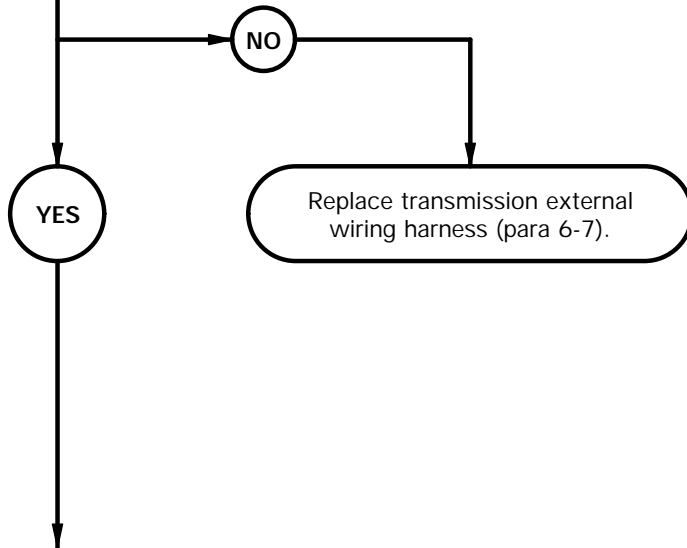 NO
YES
Replace transmission external
wiring harness (para 6-7).